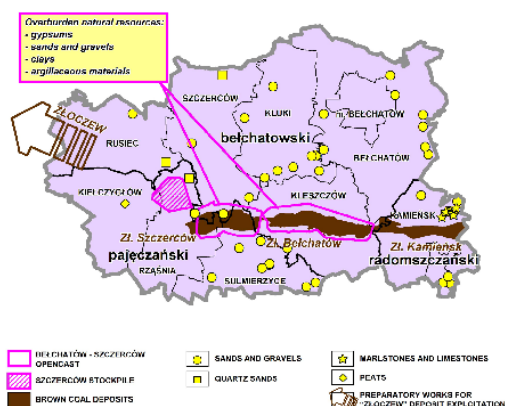 Overburden natural resources:
- gypsums
- sands and gravels
- clays
- argillaceous materials
ZŁOCZEW
SZCZERCÓW
KLUKI
m. BEŁCHATÓW
RUSIEC
bełchatowski
BEŁCHATÓW
KIEŁCZYGŁÓW
KLESZCZÓW
KAMIEŃSK
Zł. Szczerców
Zł. Bełchatów
Zł. Kamieńsk
pajęczański
radomszczański
RZĄŚNIA
SULMIERZYCE
BEŁCHATÓW - SZCZERCÓW
OPENCAST
SANDS AND GRAVELS
MARLSTONES AND LIMESTONES
SZCZERCÓW
STOCKPILE
QUARTZ SANDS
PEATS
BROWN COAL DEPOSITS
PREPARATORY WORKS FOR
"ZŁOCZEW" DEPOSIT EXPLOITATION